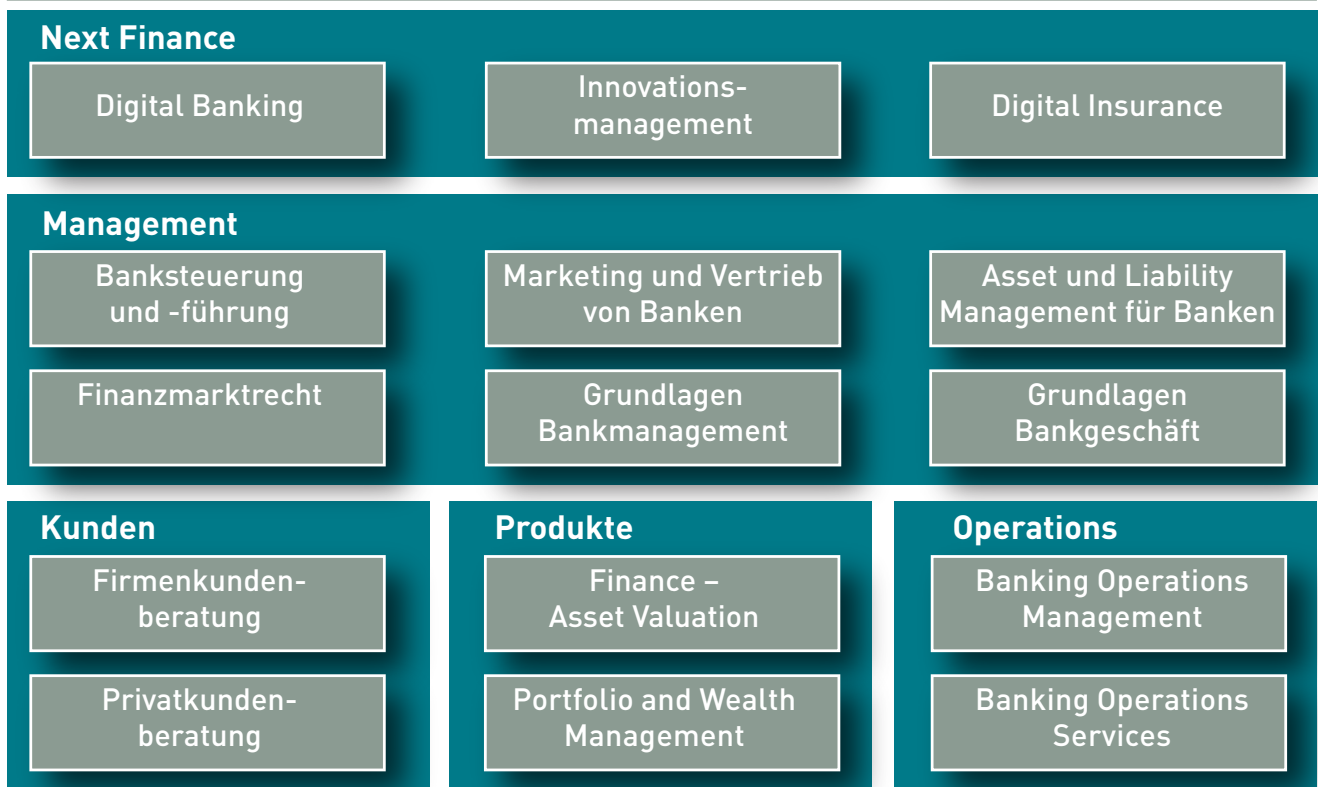 Next Finance
Digital Banking
Innovations-
management
Digital Insurance
Management
Banksteuerung
und -führung
Marketing und Vertrieb
von Banken
Asset und Liability
Management für Banken
Finanzmarktrecht
Grundlagen
Bankmanagement
Grundlagen
Bankgeschäft
Kunden
Firmenkunden-
beratung
Privatkunden-
beratung
Produkte
Finance –
Asset Valuation
Portfolio and Wealth
Management
Operations
Banking Operations
Management
Banking Operations
Services